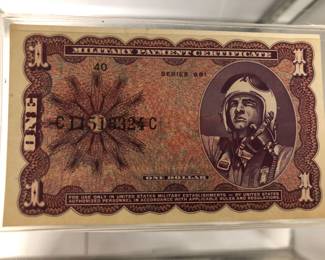 1 MILITARY PAYMENT CERTIFICATE 1
40 SERIES 681
ONE
C11518324C
ONE DOLLAR
1 1
FOR USE ONLY IN UNITED STATES MILITARY ESTABLISHMENTS — BY UNITED STATES
AUTHORIZED PERSONNEL IN ACCORDANCE WITH APPLICABLE RULES AND REGULATIONS.